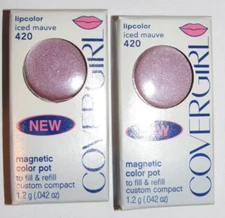 lipcolor
iced mauve
420
NEW
COVERGIRL
magnetic
color pot
to fill & refill
custom compact
1.2 g (.042 oz)
lipcolor
iced mauve
420
NEW
COVERGIRL
magnetic
color pot
to fill & refill
custom compact
1.2 g (.042 oz)